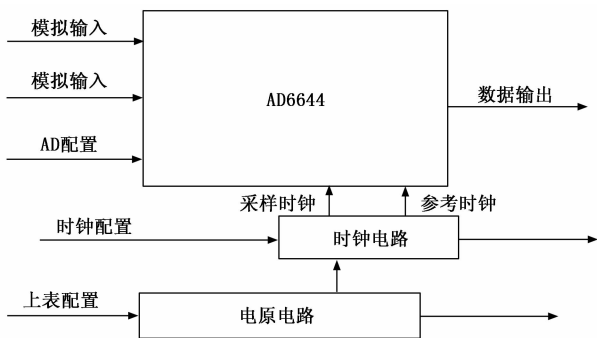 模拟输入
模拟输入
AD6644
数据输出
AD配置
采样时钟
参考时钟
时钟配置
时钟电路
上表配置
电原电路